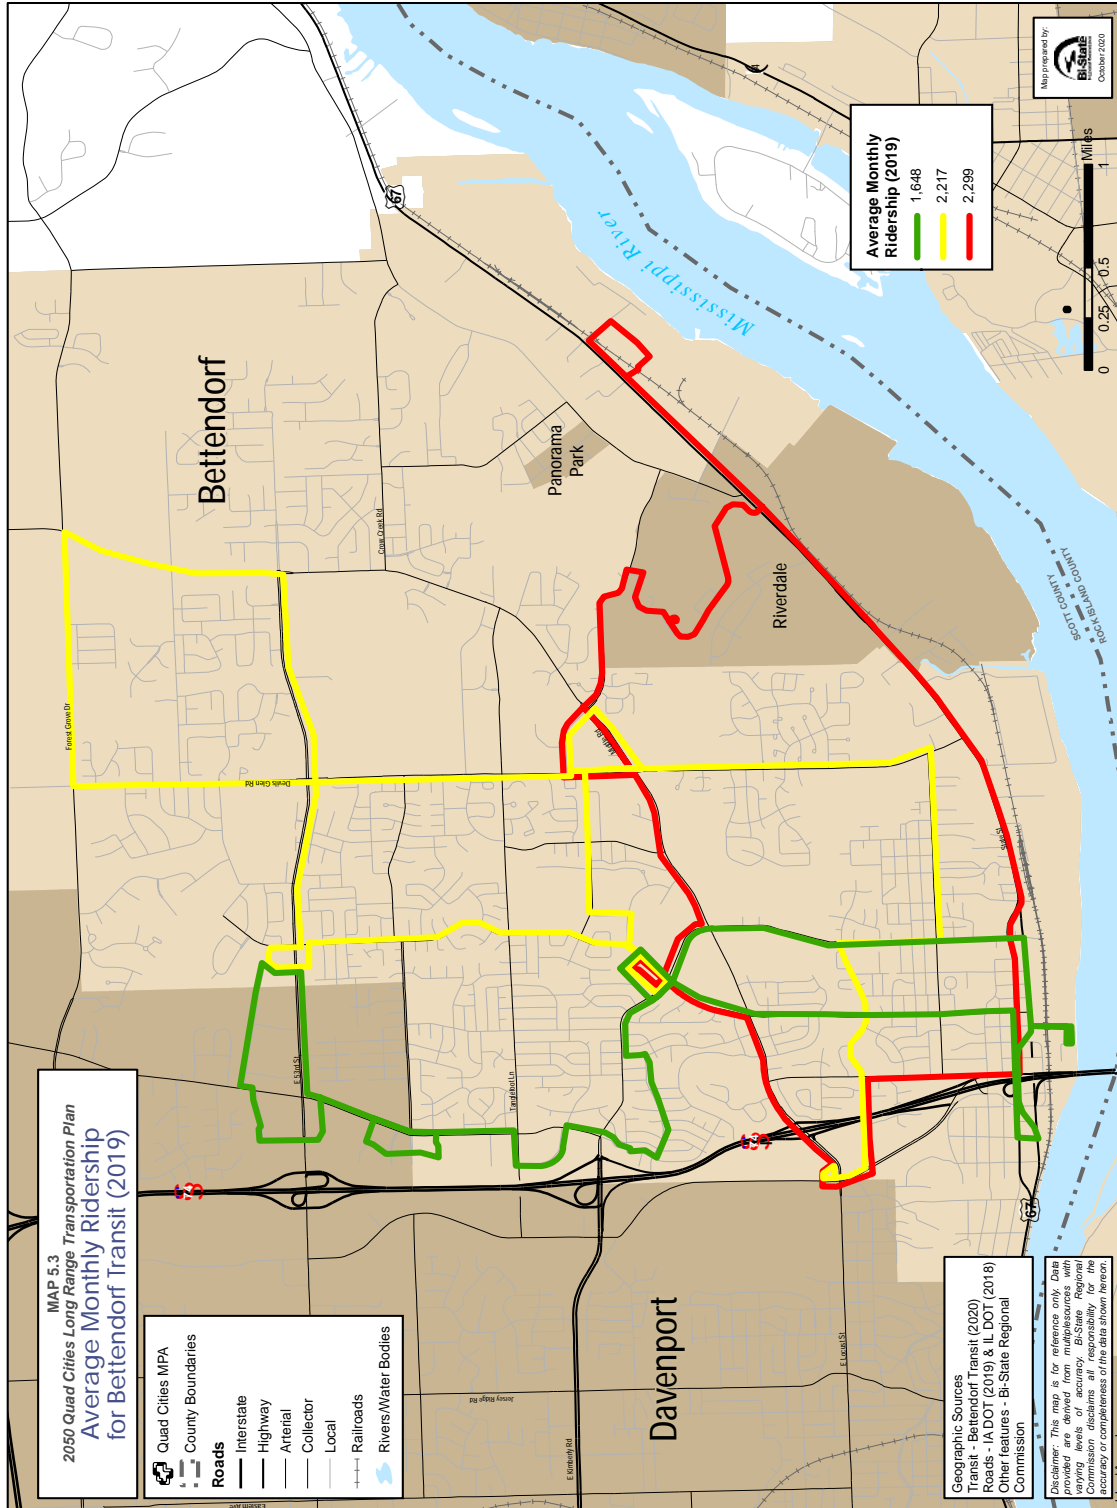 MAP 5.3
2050 Quad Cities Long Range Transportation Plan
Average Monthly Ridership
for Bettendorf Transit (2019)
Quad Cities MPA
County Boundaries
Roads
Interstate
Highway
Arterial
Collector
Local
Railroads
Rivers/Water Bodies
Bettendorf
Panorama
Park
Riverdale
Davenport
Mississippi River
SCOTT COUNTY
ROCK ISLAND COUNTY
Forest Grove Dr
Devils Glen Rd
Crow Creek Rd
E 53rd St
Tanglefoot Ln
Middle Rd
State St
E Locust St
E Kimberly Rd
Jersey Ridge Rd
Eastern Ave
67
67
74
74
Average Monthly
Ridership (2019)
1,648
2,217
2,299
Map prepared by:
Bi-State
October 2020
0 0.25 0.5 1
Miles
Geographic Sources
Transit - Bettendorf Transit (2020)
Roads - IA DOT (2019) & IL DOT (2018)
Other features - Bi-State Regional
Commission
Disclaimer: This map is for reference only. Data
provided are derived from multiple sources with
varying levels of accuracy. Bi-State Regional
Commission disclaims all responsibility for the
accuracy or completeness of the data shown hereon.